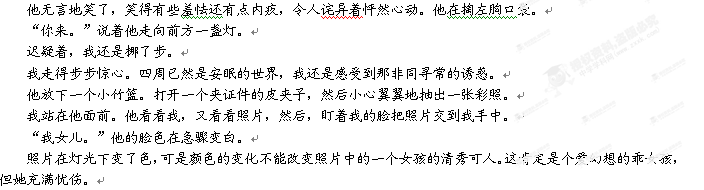 他无言地笑了，笑得有些羞怯还有点内疚，令人诧异着怦然心动。他在摘左胸口袋。
“你来。”说着他走向前方一盏灯。
迟疑着，我还是挪了步。
我走得步步惊心。四周已然是安眠的世界，我还是感受到那非同寻常的诱惑。
他放下一个小竹篮。打开一个夹证件的皮夹子，然后小心翼翼地抽出一张彩照。
我站在他面前。他看看我，又看看照片，然后，盯着我的脸把照片交到我手中。
“我女儿。”他的脸色在急骤变白。
照片在灯光下变了色，可是颜色的变化不能改变照片中的一个女孩的清秀可人。这肯定是个爱幻想的乖女孩，
但她充满忧伤。